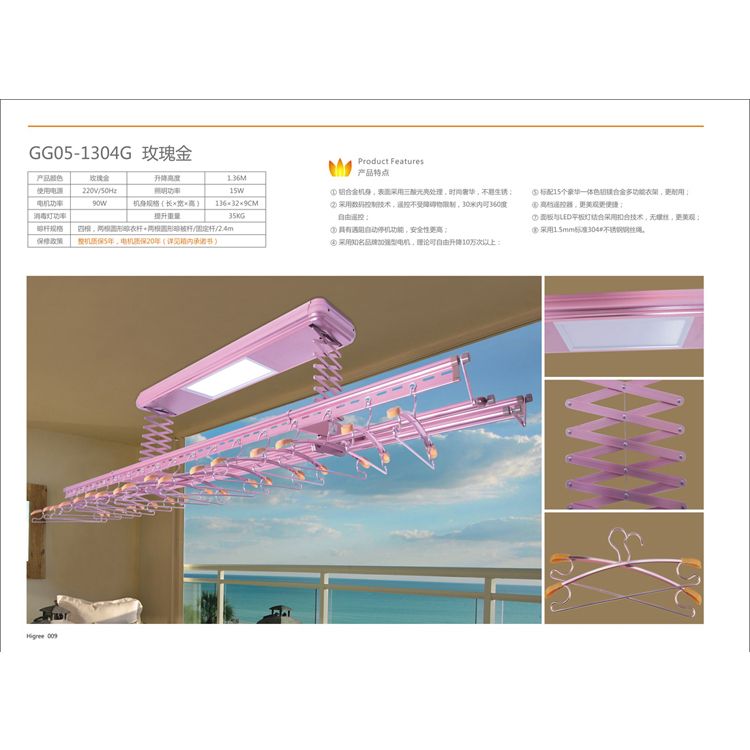 GG05-1304G 玫瑰金
产品颜色 玫瑰金 升降高度 1.36M
使用电源 220V/50Hz 照明功率 15W
电机功率 90W 机身规格（长×宽×高） 136×32×9CM
消毒灯功率 提升重量 35KG
晾杆规格 四根，两根圆形晾衣杆+两根圆形晾被杆/固定杆/2.4m
保修政策 整机质保5年，电机质保20年（详见箱内承诺书）
Product Features
产品特点
① 铝合金机身，表面采用三酸光亮处理，时尚奢华，不易生锈；
② 采用数码控制技术，遥控不受障碍物限制，30米内可360度
自由遥控；
③ 具有遇阻自动停机功能，安全性更高；
④ 采用知名品牌加强型电机，理论可自由升降10万次以上；
⑤ 标配15个豪华一体色铝镁合金多功能衣架，更耐用；
⑥ 高档遥控器，更美观更便捷；
⑦ 面板与LED平板灯结合采用扣合技术，无螺丝，更美观；
⑧ 采用1.5mm标准304#不锈钢钢丝绳。
Higree 009